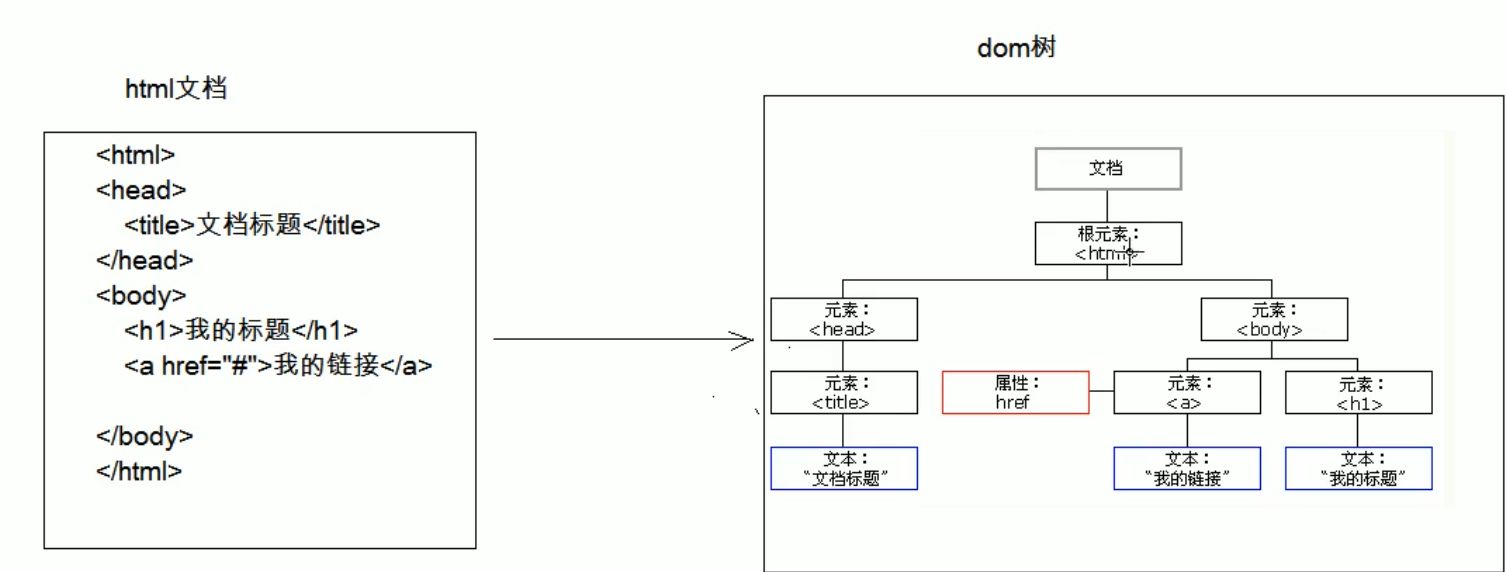 dom树
html文档
<html>
<head>
<title>文档标题</title>
</head>
<body>
<h1>我的标题</h1>
<a href="#">我的链接</a>
</body>
</html>
文档
根元素：
<html>
元素：
<head>
元素：
<body>
元素：
<title>
属性：
href
元素：
<a>
元素：
<h1>
文本：
“文档标题”
文本：
“我的链接”
文本：
“我的标题”